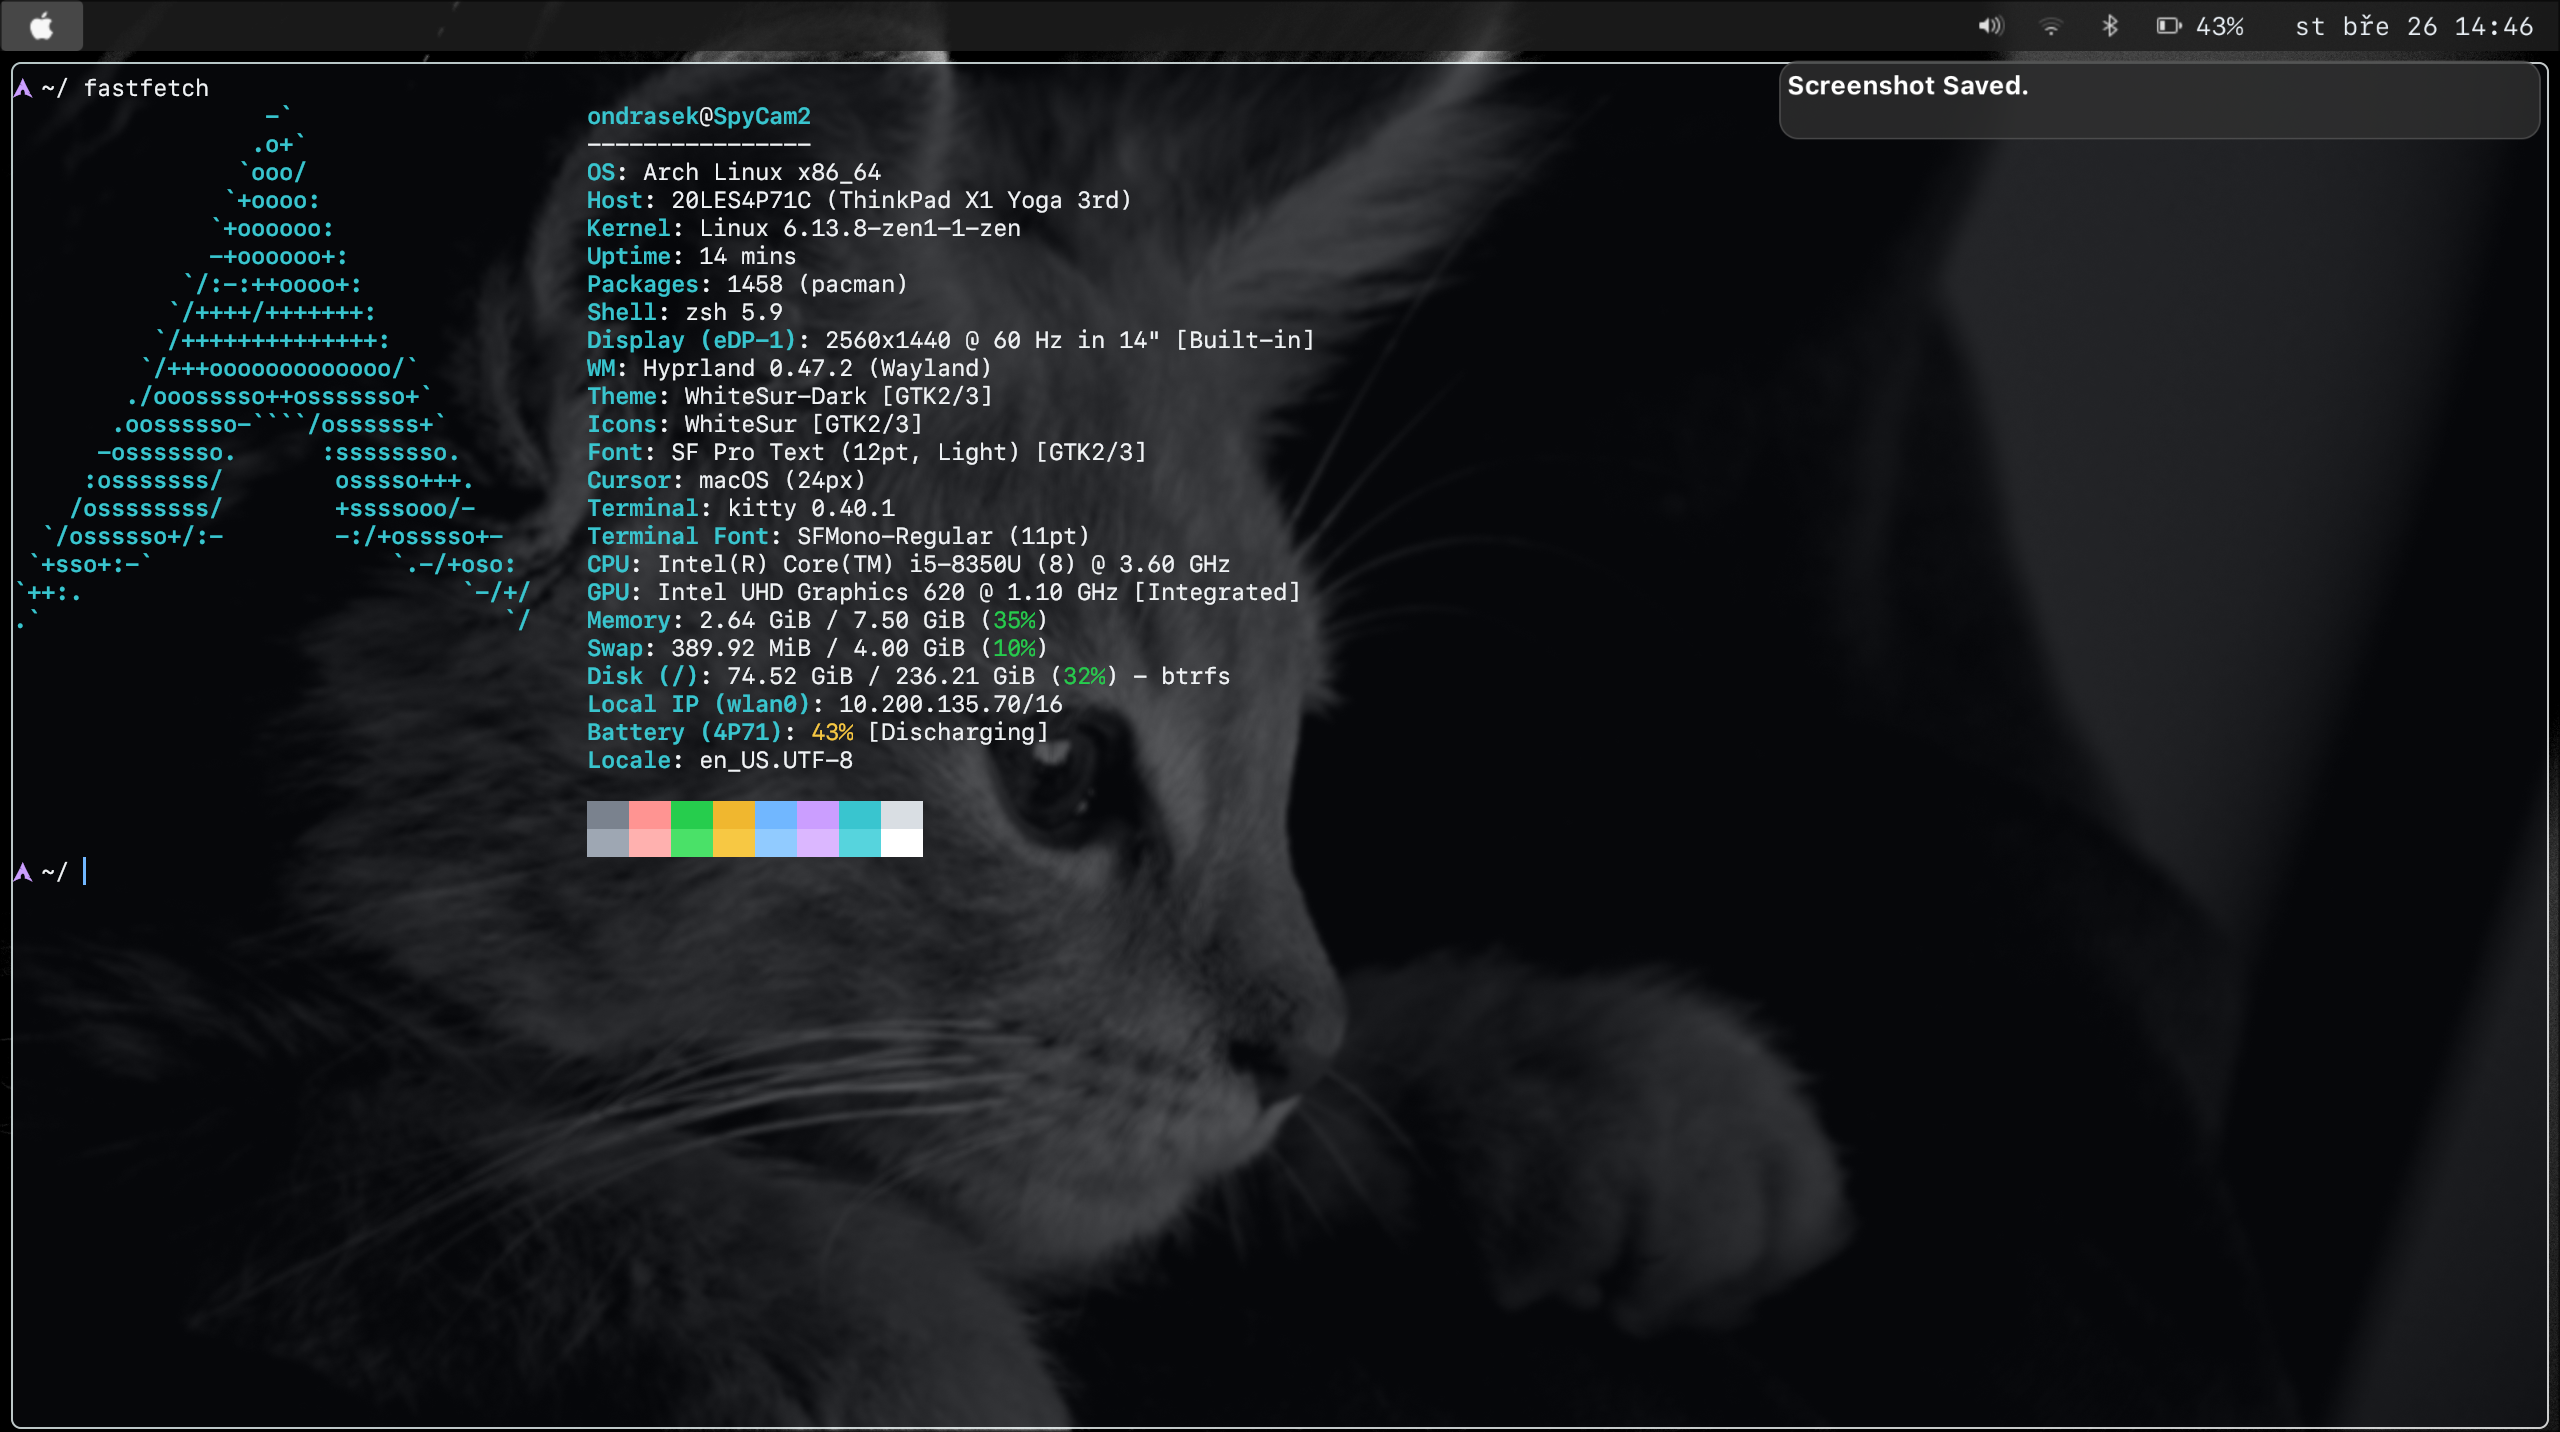 43% st bře 26 14:46
Screenshot Saved.
~/ fastfetch
                  -`
                 .o+`
                `ooo/
               `+oooo:
              `+oooooo:
              -+oooooo+:
            `/:-:++oooo+:
           `/++++/+++++++:
          `/++++++++++++++:
         `/+++ooooooooooooo/`
        ./ooosssso++osssssso+`
       .oossssso-````/ossssss+`
      -osssssso.      :ssssssso.
     :osssssss/        osssso+++.
    /ossssssss/        +ssssooo/-
  `/ossssso+/:-        -:/+osssso+-
 `+sso+:-`                 `.-/+oso:
`++:.                           `-/+/
.`                                 `/
ondrasek@SpyCam2
----------------
OS: Arch Linux x86_64
Host: 20LES4P71C (ThinkPad X1 Yoga 3rd)
Kernel: Linux 6.13.8-zen1-1-zen
Uptime: 14 mins
Packages: 1458 (pacman)
Shell: zsh 5.9
Display (eDP-1): 2560x1440 @ 60 Hz in 14" [Built-in]
WM: Hyprland 0.47.2 (Wayland)
Theme: WhiteSur-Dark [GTK2/3]
Icons: WhiteSur [GTK2/3]
Font: SF Pro Text (12pt, Light) [GTK2/3]
Cursor: macOS (24px)
Terminal: kitty 0.40.1
Terminal Font: SFMono-Regular (11pt)
CPU: Intel(R) Core(TM) i5-8350U (8) @ 3.60 GHz
GPU: Intel UHD Graphics 620 @ 1.10 GHz [Integrated]
Memory: 2.64 GiB / 7.50 GiB (35%)
Swap: 389.92 MiB / 4.00 GiB (10%)
Disk (/): 74.52 GiB / 236.21 GiB (32%) - btrfs
Local IP (wlan0): 10.200.135.70/16
Battery (4P71): 43% [Discharging]
Locale: en_US.UTF-8
~/